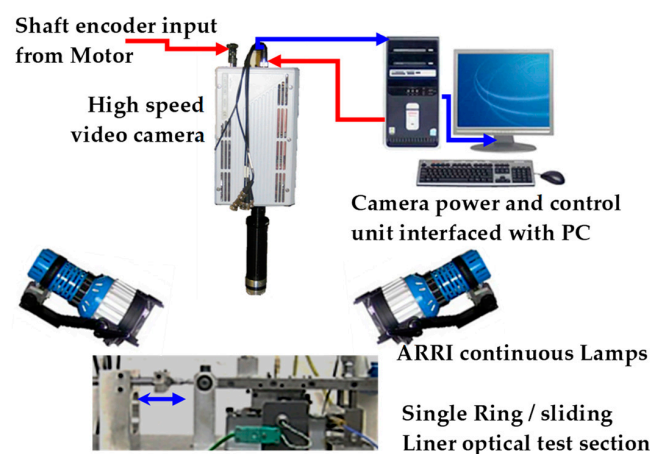 Shaft encoder input
from Motor
High speed
video camera
Camera power and control
unit interfaced with PC
ARRI continuous Lamps
Single Ring / sliding
Liner optical test section